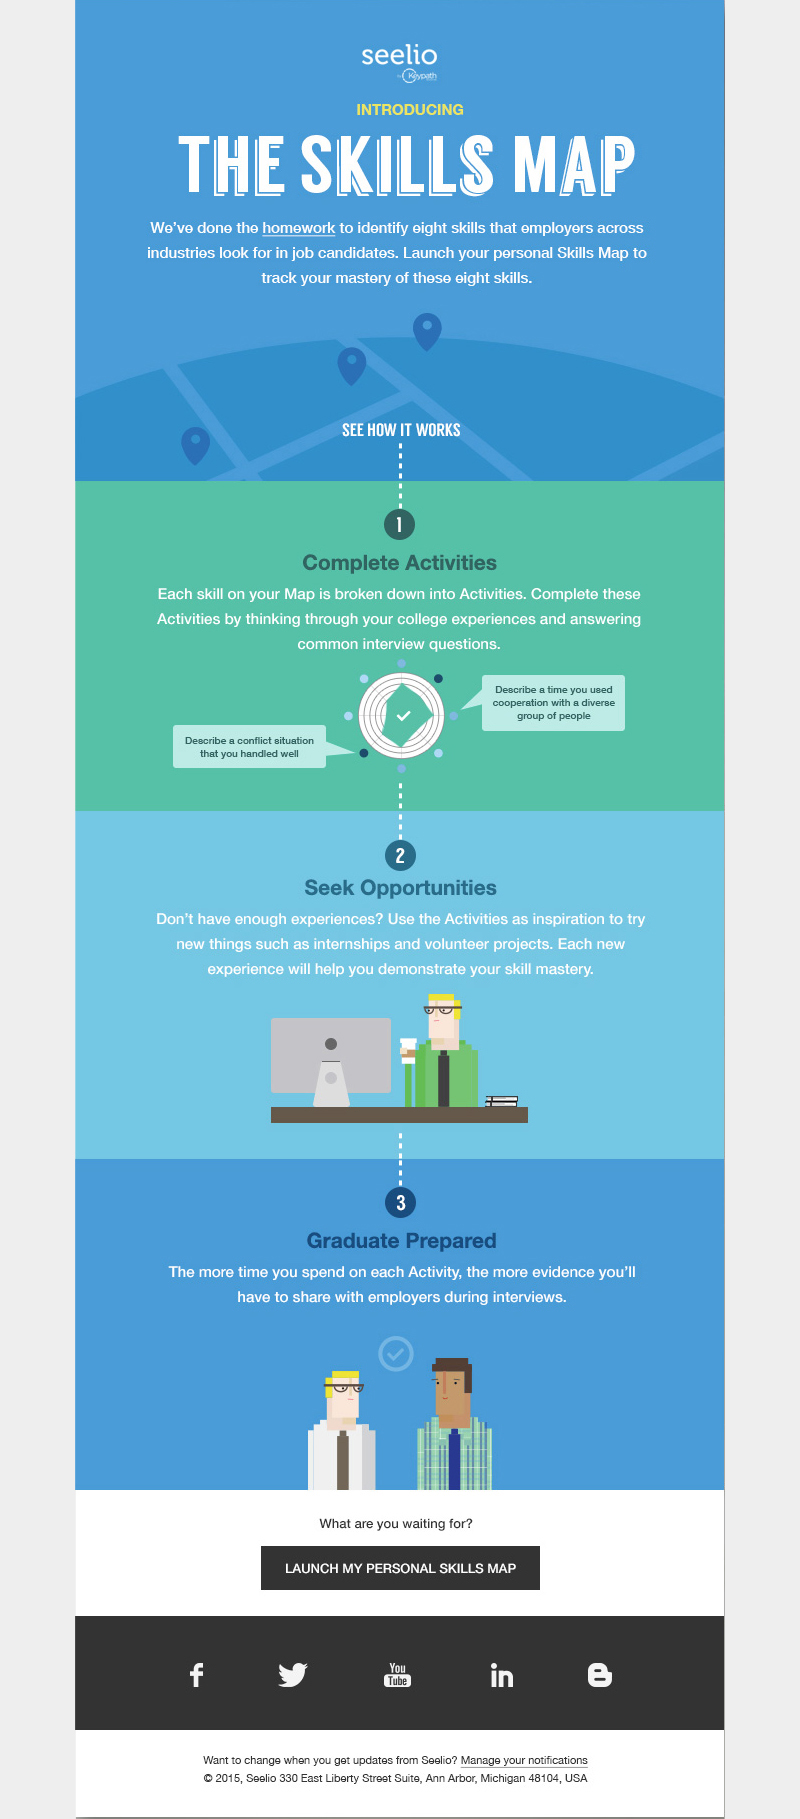 seelio
by Keypath
INTRODUCING
THE SKILLS MAP
We've done the homework to identify eight skills that employers across
industries look for in job candidates. Launch your personal Skills Map to
track your mastery of these eight skills.
SEE HOW IT WORKS
1
Complete Activities
Each skill on your Map is broken down into Activities. Complete these
Activities by thinking through your college experiences and answering
common interview questions.
Describe a time you used
cooperation with a diverse
group of people
Describe a conflict situation
that you handled well
2
Seek Opportunities
Don't have enough experiences? Use the Activities as inspiration to try
new things such as internships and volunteer projects. Each new
experience will help you demonstrate your skill mastery.
3
Graduate Prepared
The more time you spend on each Activity, the more evidence you'll
have to share with employers during interviews.
What are you waiting for?
LAUNCH MY PERSONAL SKILLS MAP
You
Tube
in
Want to change when you get updates from Seelio? Manage your notifications
© 2015, Seelio 330 East Liberty Street Suite, Ann Arbor, Michigan 48104, USA